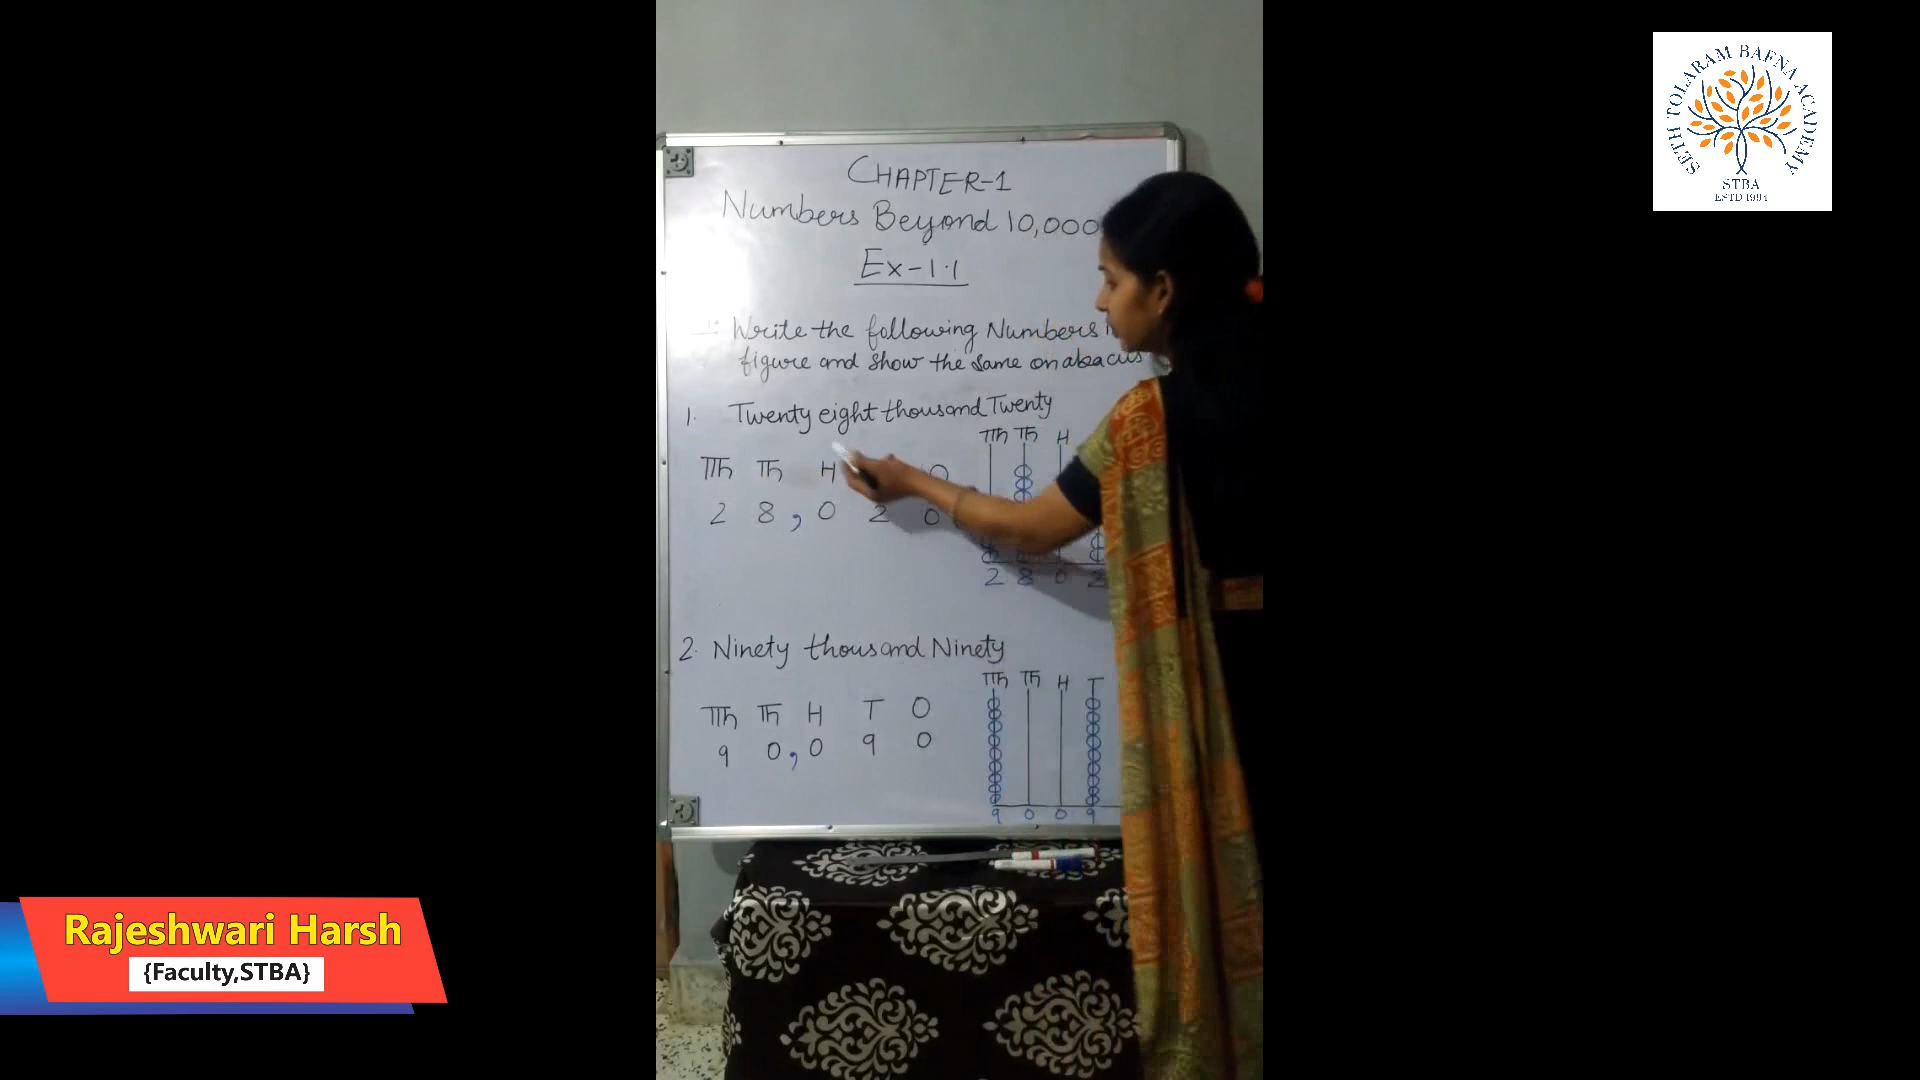 SETH TOLARAM BAFNA ACADEMY
STBA
ESTD 1994
CHAPTER-1
Numbers Beyond 10,000
Ex-1.1
Write the following Numbers
figure and show the same on abacus
1. Twenty eight thousand Twenty
TTh Th H
TTh Th H O
2 8, 0 2 0
2 8 0 2
2. Ninety thousand Ninety
TTh Th H T
TTh Th H T O
9 0, 0 9 0
9 0 0 9
Rajeshwari Harsh
{Faculty,STBA}